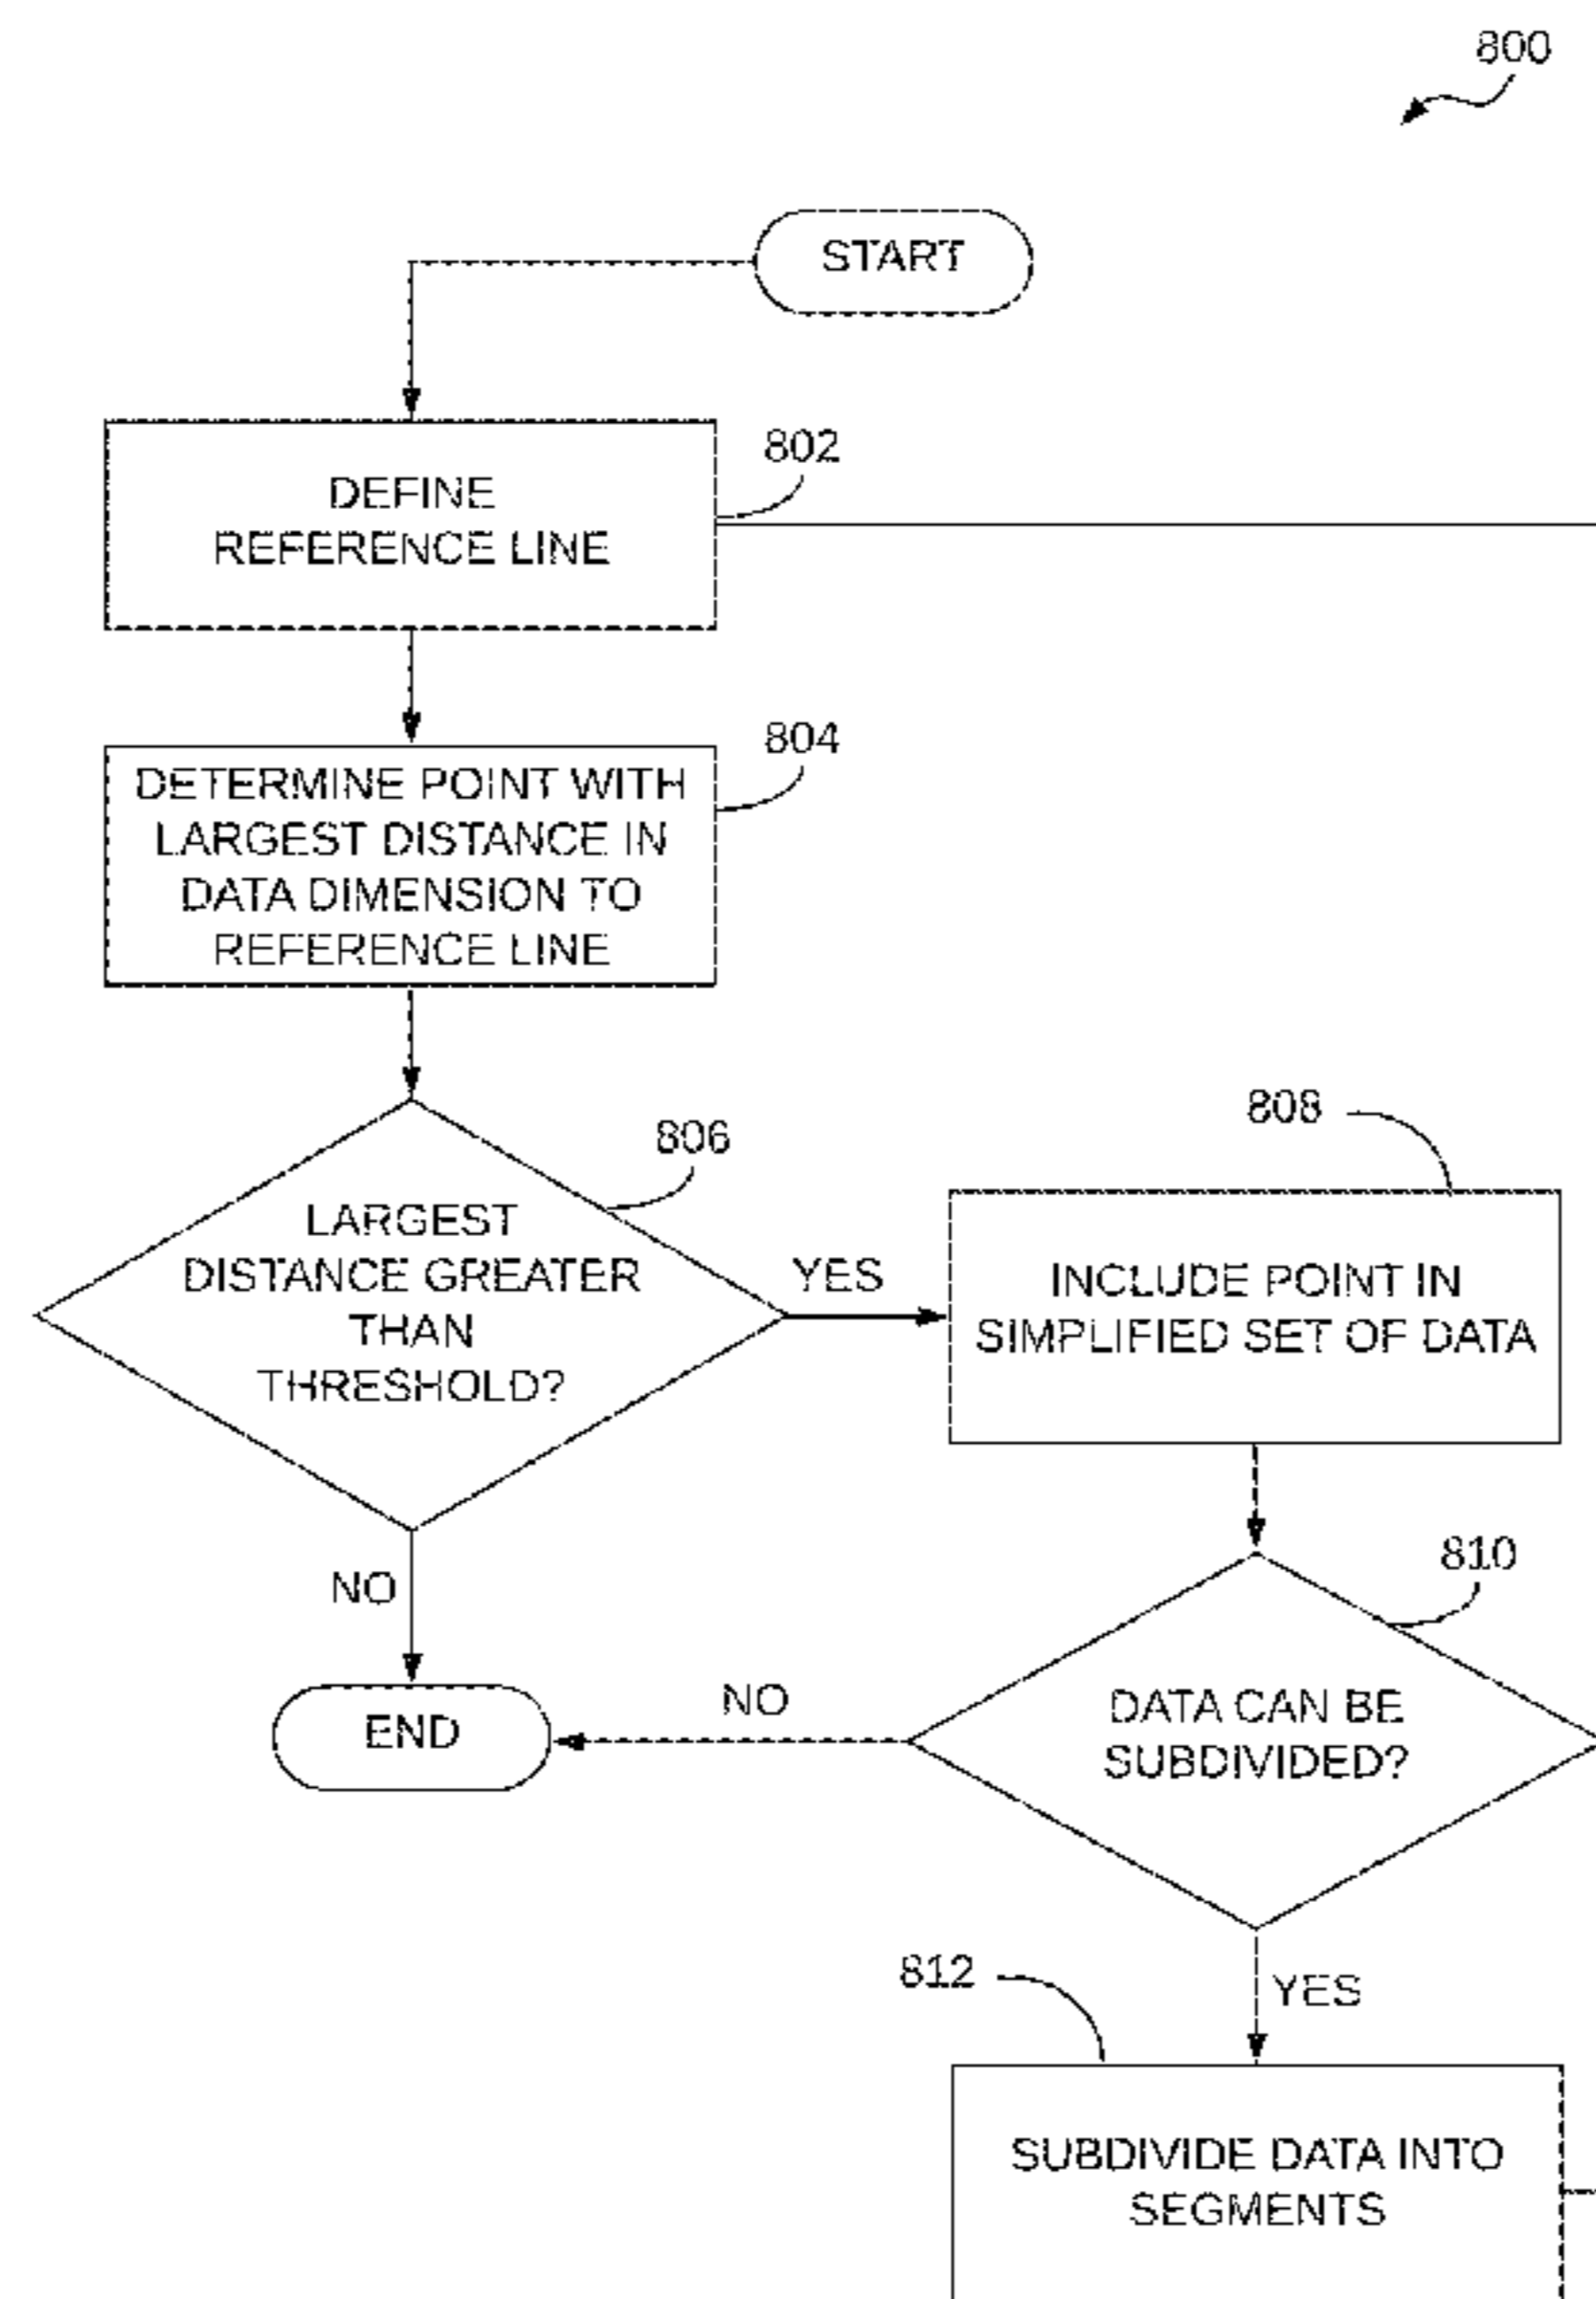 800
START
802
DEFINE
REFERENCE LINE
804
DETERMINE POINT WITH
LARGEST DISTANCE IN
DATA DIMENSION TO
REFERENCE LINE
806
LARGEST
DISTANCE GREATER
THAN
THRESHOLD?
YES
808
INCLUDE POINT IN
SIMPLIFIED SET OF DATA
NO
END
810
DATA CAN BE
SUBDIVIDED?
NO
YES
812
SUBDIVIDE DATA INTO
SEGMENTS